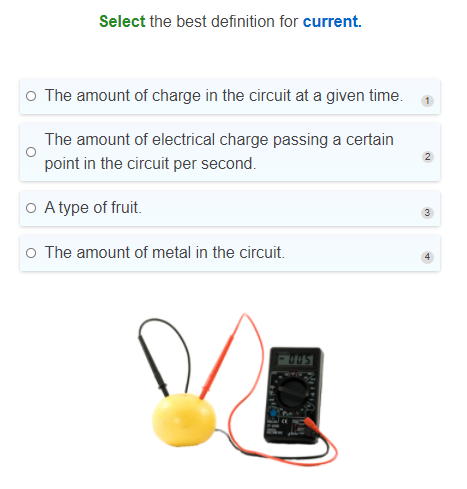 Select the best definition for current.
The amount of charge in the circuit at a given time.
1
The amount of electrical charge passing a certain
point in the circuit per second.
2
A type of fruit.
3
The amount of metal in the circuit.
4